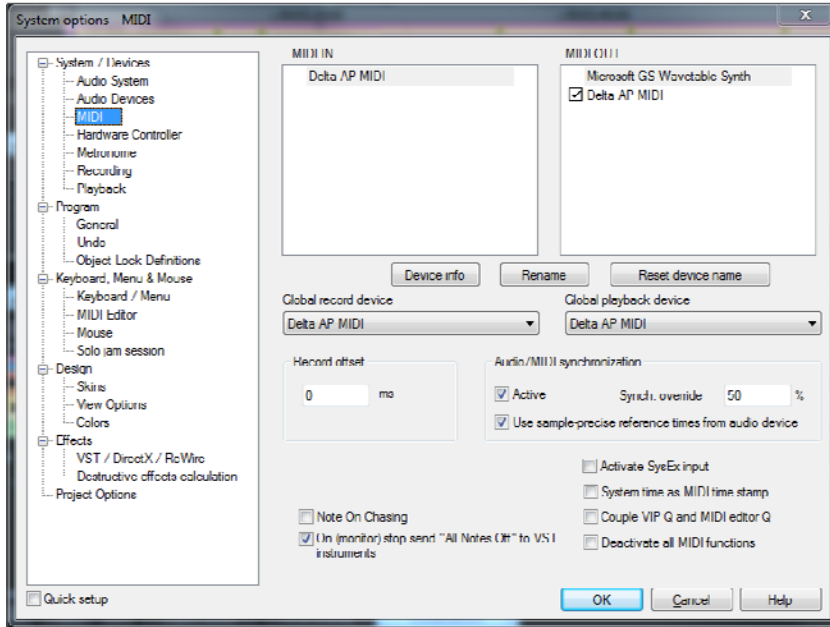 System options MIDI
x
System / Devices
Audio System
Audio Devices
MIDI
Hardware Controller
Metronome
Recording
Playback
Program
General
Undo
Object Lock Definitions
Keyboard, Menu & Mouse
Keyboard / Menu
MIDI Editor
Mouse
Solo jam session
Design
Skins
View Options
Colors
Effects
VST / DirectX / ReWire
Destructive effects calculation
Project Options
Quick setup
MIDI IN
Delta AP MIDI
MIDI OUT
Microsoft GS Wavetable Synth
Delta AP MIDI
Device info
Rename
Reset device name
Global record device
Delta AP MIDI
Global playback device
Delta AP MIDI
Record offset
0 ms
Audio/MIDI synchronization
Active
Synch. override 50 %
Use sample-precise reference times from audio device
Note On Chasing
On (monitor) stop send "All Notes Off" to VST
instruments
Activate SysEx input
System time as MIDI time stamp
Couple VIP Q and MIDI editor Q
Deactivate all MIDI functions
OK
Cancel
Help